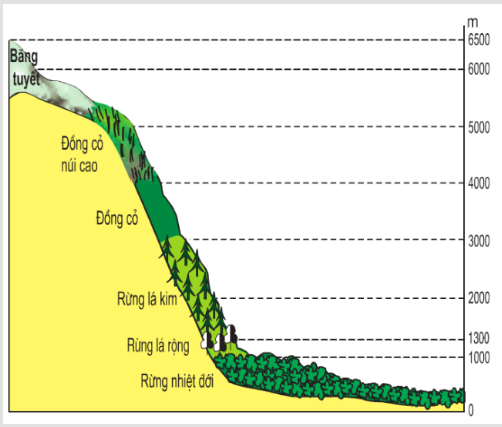 m
6500
Băng
tuyết
6000
5000
Đồng cỏ
núi cao
4000
Đồng cỏ
3000
Rừng lá kim
2000
Rừng lá rộng
1300
1000
Rừng nhiệt đới
0